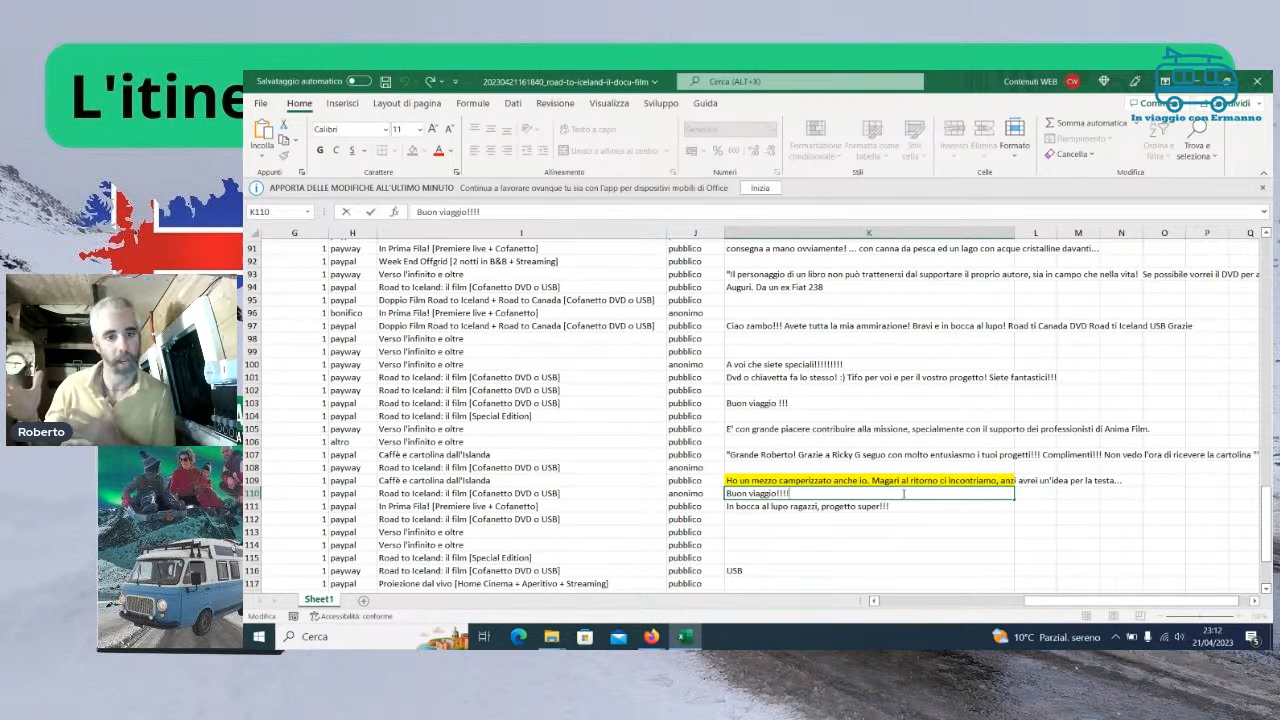 L'itine
Salvataggio automatico
20230421161840_road-to-iceland-il-docu-film
Cerca (ALT+X)
Contenuti WEB
CW
In viaggio con Ermanno
File Home Inserisci Layout di pagina Formule Dati Revisione Visualizza Sviluppo Guida
Incolla
Calibri 11
G C S
Testo a capo
Unisci e allinea al centro
Generale
Formattazione condizionale
Formatta come tabella
Stili cella
Inserisci Elimina Formato
Somma automatica
Riempimento
Cancella
Ordina e filtra
Trova e seleziona
Appunti Carattere Allineamento Numeri Stili Celle Modifica
APPORTA DELLE MODIFICHE ALL'ULTIMO MINUTO Continua a lavorare ovunque tu sia con l'app per dispositivi mobili di Office Inizia
K110 fx Buon viaggio!!!!
G H I J K L M N O P Q
91 1 payway In Prima Fila! [Premiere live + Cofanetto] pubblico consegna a mano ovviamente! ... con canna da pesca ed un lago con acque cristalline davanti...
92 1 paypal Week End Offgrid [2 notti in B&B + Streaming] pubblico
93 1 payway Verso l'infinito e oltre pubblico "Il personaggio di un libro non può trattenersi dal supportare il proprio autore, sia in campo che nella vita! Se possibile vorrei il DVD per a
94 1 paypal Road to Iceland: il film [Cofanetto DVD o USB] pubblico Auguri. Da un ex Fiat 238
95 1 paypal Doppio Film Road to Iceland + Road to Canada [Cofanetto DVD o USB] pubblico
96 1 bonifico In Prima Fila! [Premiere live + Cofanetto] anonimo
97 1 paypal Doppio Film Road to Iceland + Road to Canada [Cofanetto DVD o USB] pubblico Ciao zambo!!! Avete tutta la mia ammirazione! Bravi e in bocca al lupo! Road ti Canada DVD Road ti Iceland USB Grazie
98 1 paypal Verso l'infinito e oltre pubblico
99 1 payway Verso l'infinito e oltre pubblico
100 1 payway Verso l'infinito e oltre anonimo A voi che siete speciali!!!!!!!!!
101 1 payway Road to Iceland: il film [Cofanetto DVD o USB] pubblico Dvd o chiavetta fa lo stesso! :) Tifo per voi e per il vostro progetto! Siete fantastici!!!
102 1 payway Road to Iceland: il film [Cofanetto DVD o USB] pubblico
103 1 paypal Road to Iceland: il film [Cofanetto DVD o USB] pubblico Buon viaggio !!!
104 1 paypal Road to Iceland: il film [Special Edition] pubblico
105 1 payway Verso l'infinito e oltre pubblico E' con grande piacere contribuire alla missione, specialmente con il supporto dei professionisti di Anima Film.
106 1 altro Verso l'infinito e oltre pubblico
107 1 paypal Caffè e cartolina dall'Islanda pubblico "Grande Roberto! Grazie a Ricky G seguo con molto entusiasmo i tuoi progetti!!! Complimenti!!! Non vedo l'ora di ricevere la cartolina
108 1 payway Road to Iceland: il film [Cofanetto DVD o USB] anonimo
109 1 paypal Caffè e cartolina dall'Islanda pubblico Ho un mezzo camperizzato anche io. Magari al ritorno ci incontriamo, anzi avrei un'idea per la testa...
110 1 paypal Road to Iceland: il film [Cofanetto DVD o USB] anonimo Buon viaggio!!!!
111 1 paypal In Prima Fila! [Premiere live + Cofanetto] pubblico In bocca al lupo ragazzi, progetto super!!!
112 1 paypal Road to Iceland: il film [Cofanetto DVD o USB] pubblico
113 1 paypal Verso l'infinito e oltre pubblico
114 1 paypal Verso l'infinito e oltre pubblico
115 1 paypal Road to Iceland: il film [Special Edition] pubblico
116 1 paypal Road to Iceland: il film [Cofanetto DVD o USB] pubblico USB
117 1 paypal Proiezione dal vivo [Home Cinema + Aperitivo + Streaming] pubblico
Roberto
Sheet1
Modifica Accessibilità: conforme 100%
Cerca
10°C Parzial. sereno
23:12
21/04/2023
5